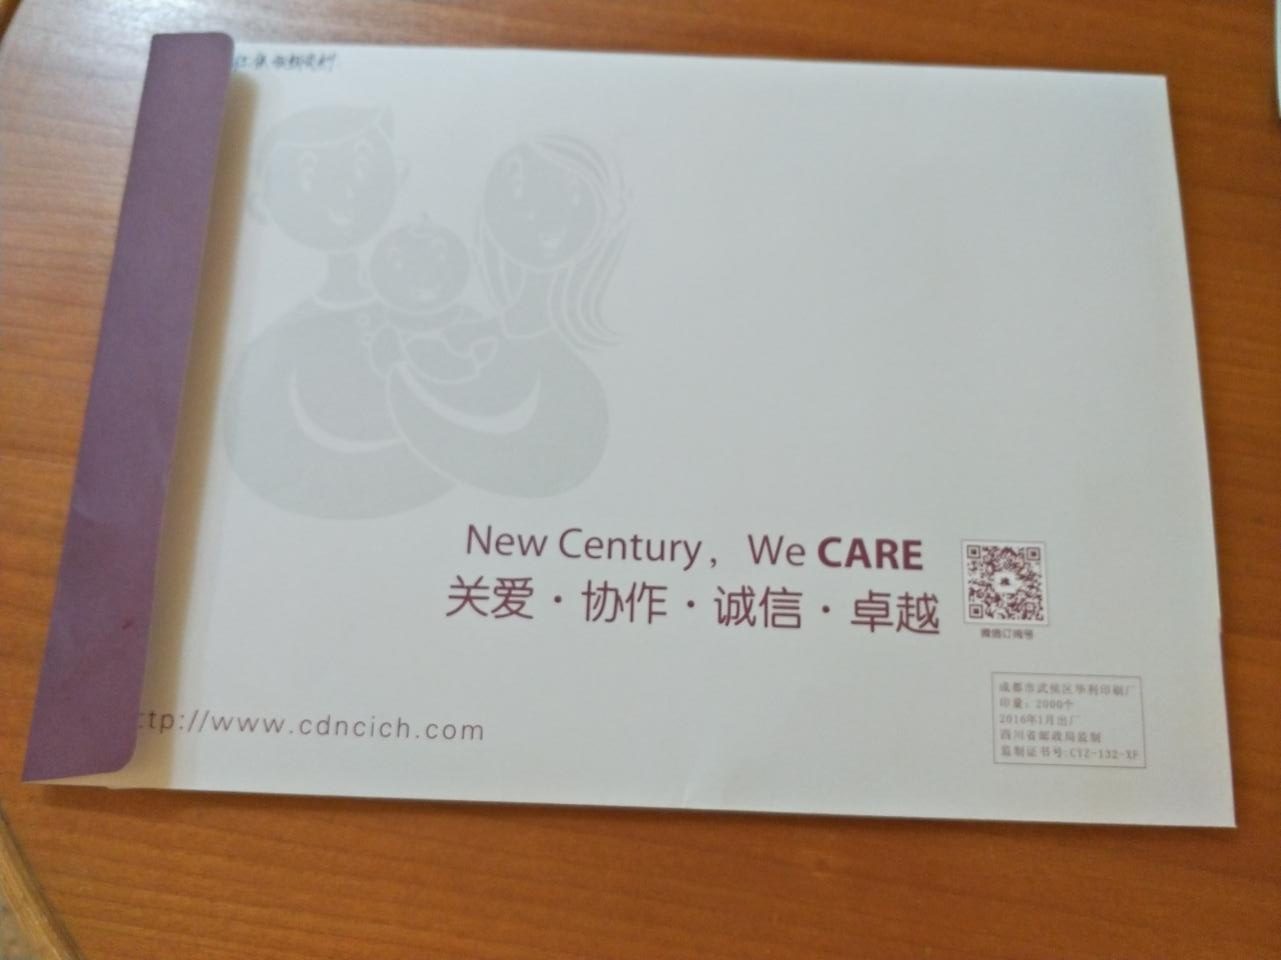 New Century, We CARE
关爱·协作·诚信·卓越
微信订阅号
ttp://www.cdncich.com
成都市武侯区华利印刷厂
印量：2000个
2016年1月出厂
四川省邮政局监制
监制证书号:CYZ-132-XF